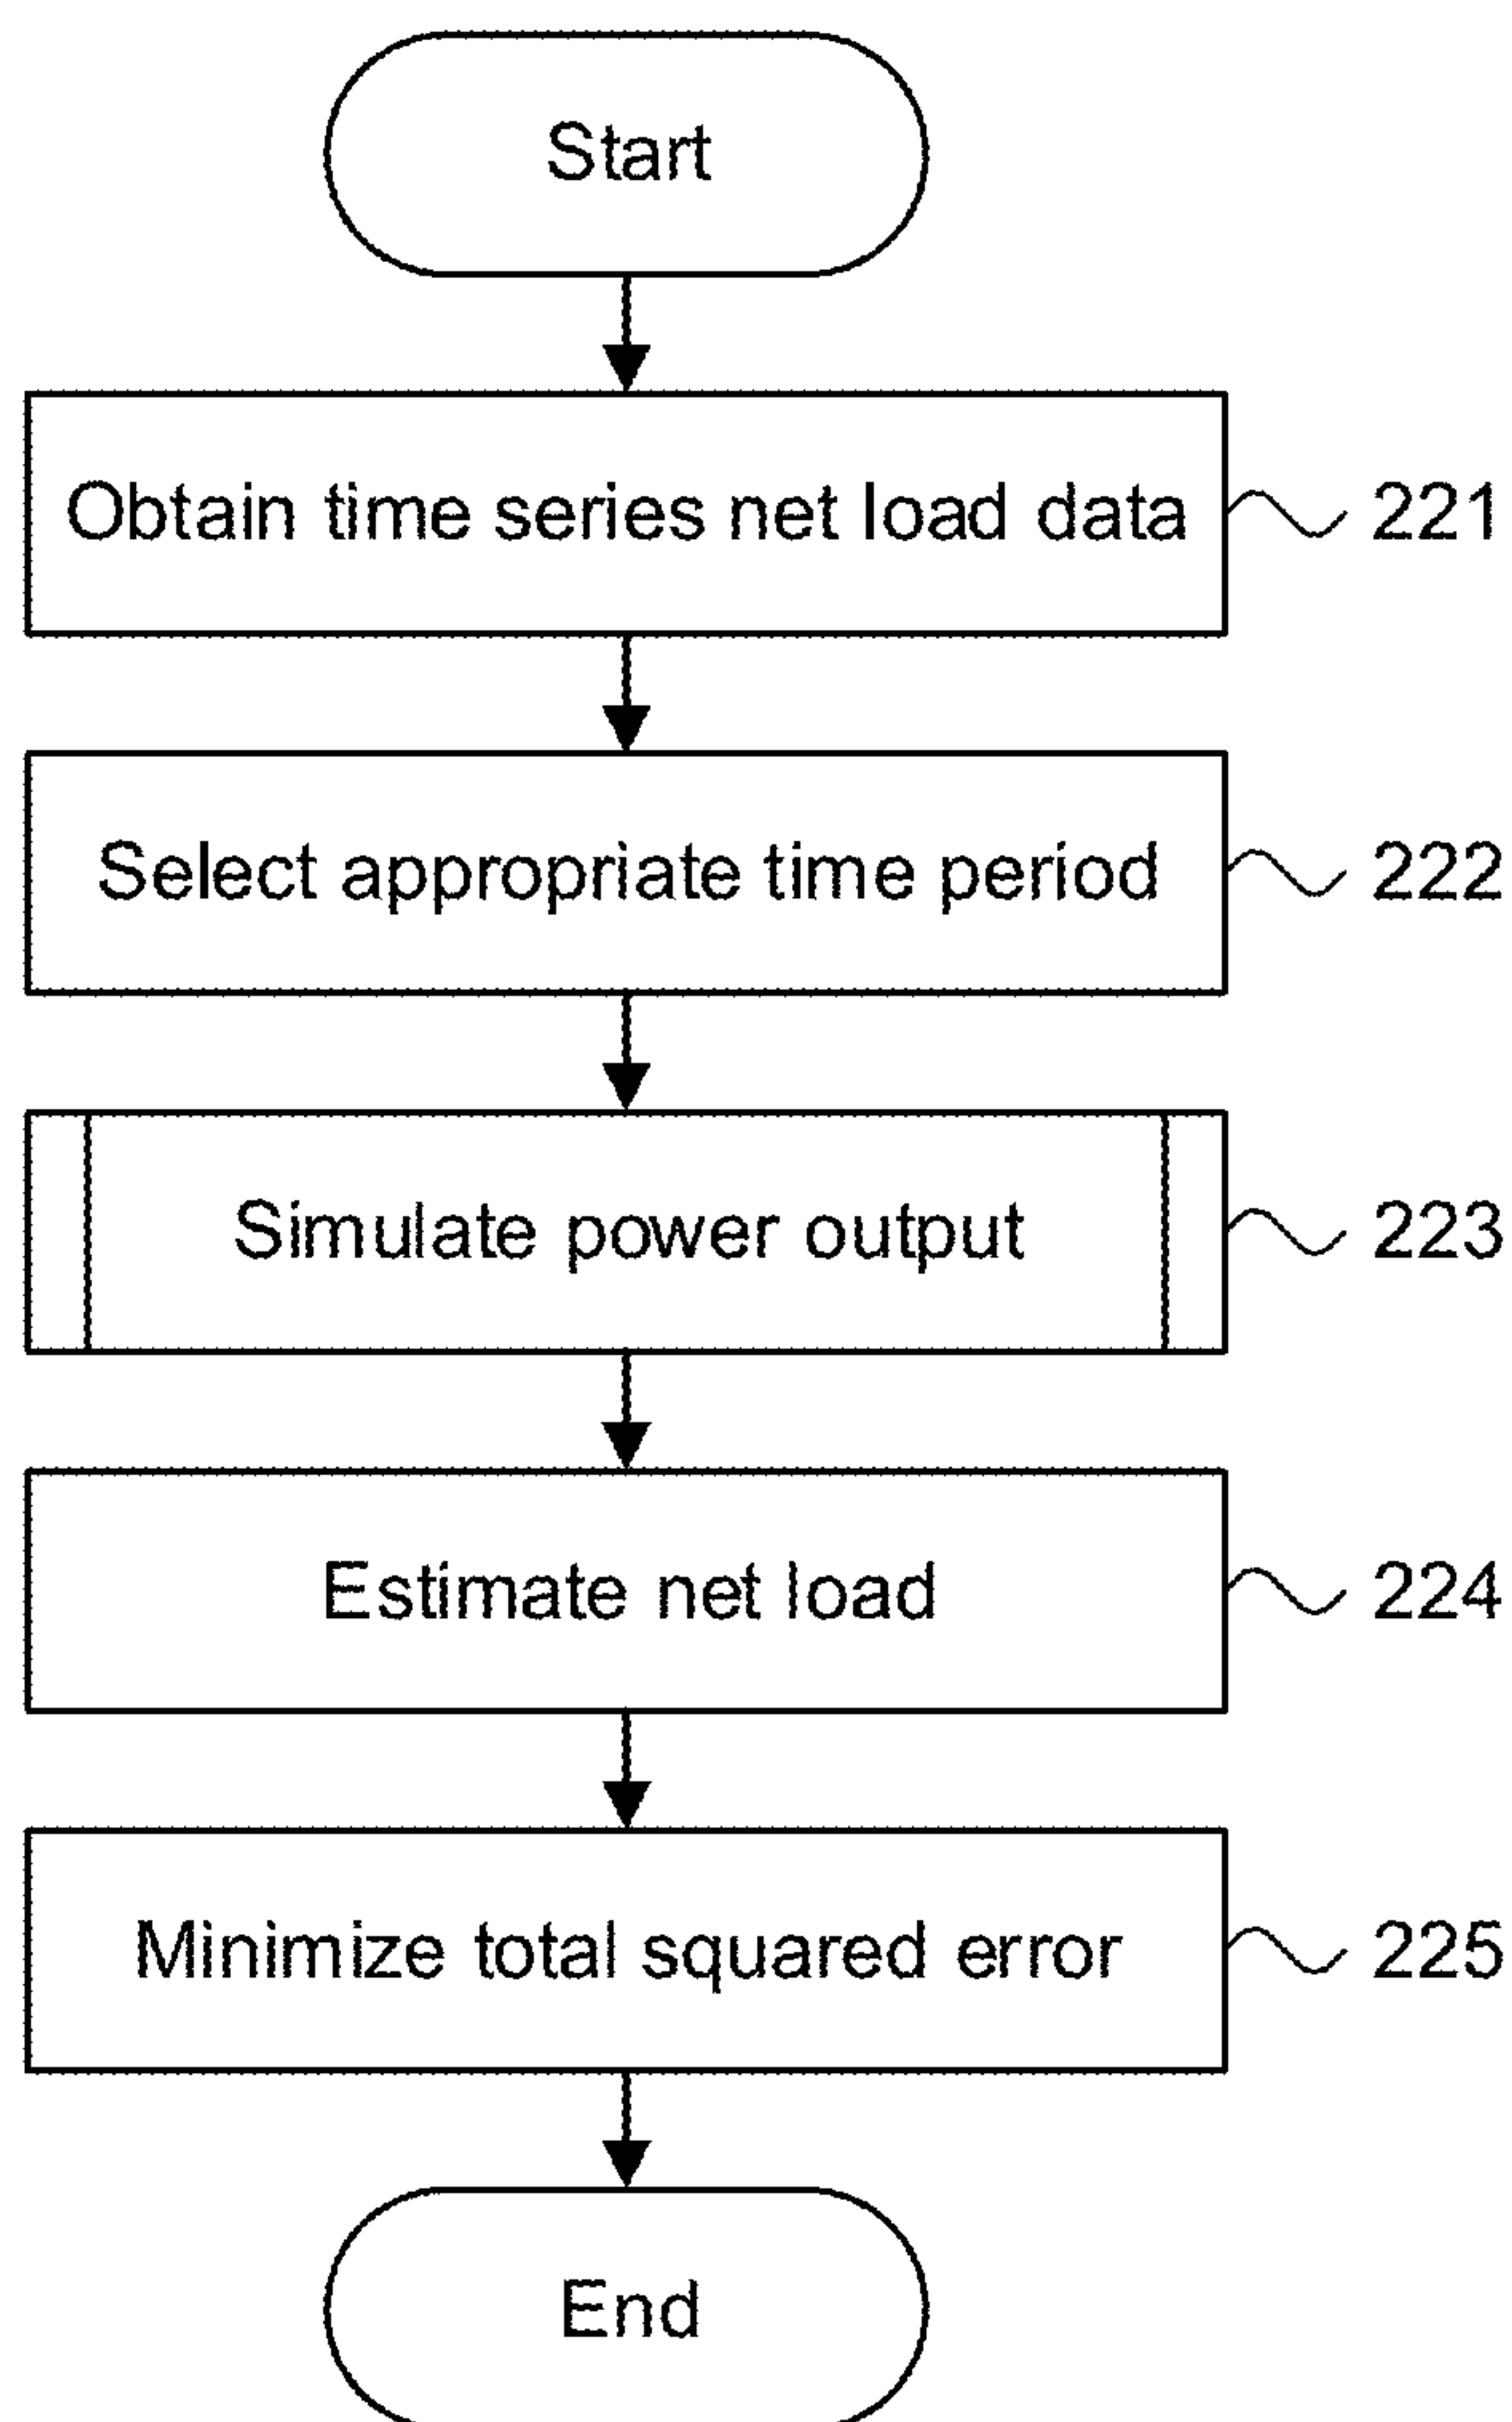 Start
Obtain time series net load data
221
Select appropriate time period
222
Simulate power output
223
Estimate net load
224
Minimize total squared error
225
End